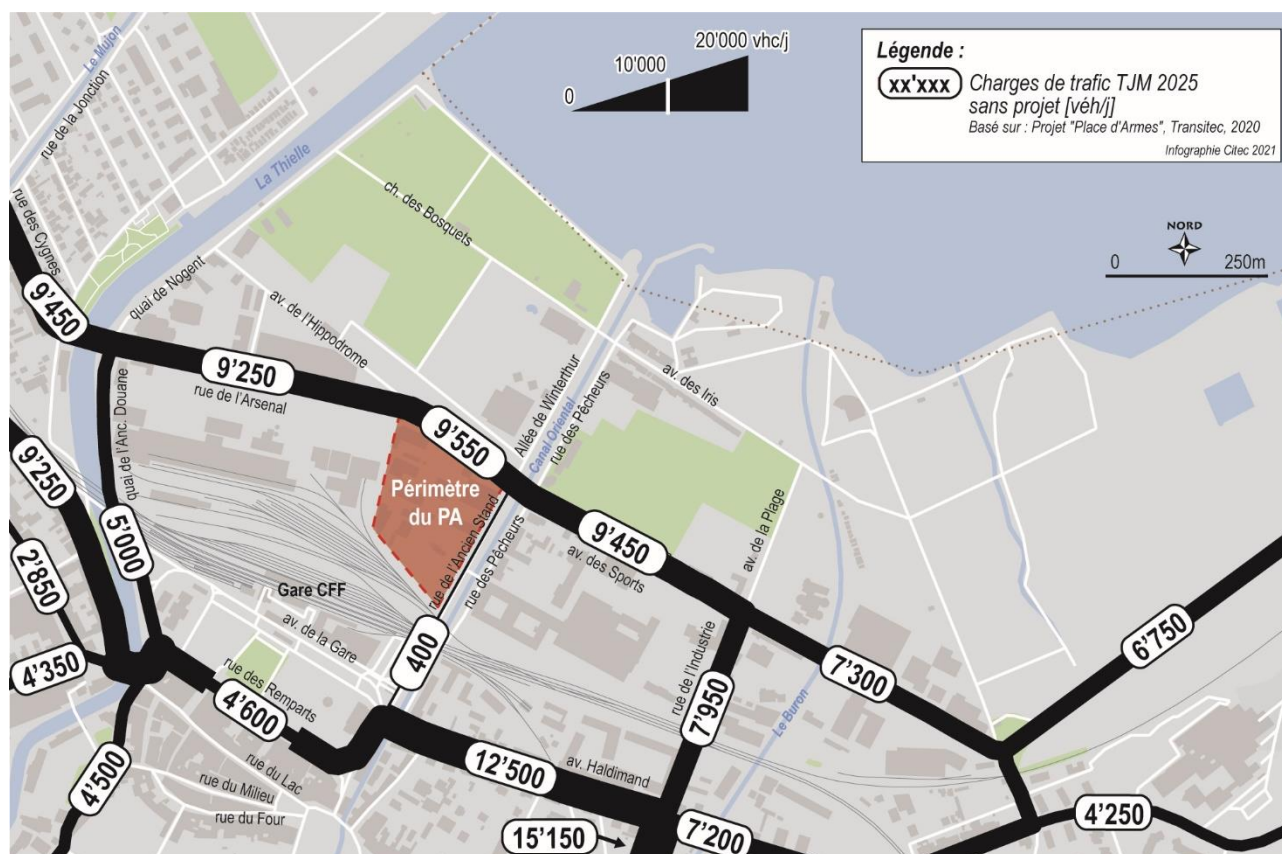 20'000 vhc/j
10'000
0
Légende :
xx'xxx
Charges de trafic TJM 2025
sans projet [véh/j]
Basé sur : Projet "Place d'Armes", Transitec, 2020
Infographie Citec 2021
NORD
0 250m
Le Mujon
rue de la Jonction
La Thielle
rue des Cygnes
ch. des Bosquets
quai de Nogent
av. de l'Hippodrome
9'450
9'250
rue de l'Arsenal
quai de l'Anc. Douane
9'550
Allée de Winterthur
Canal Oriental
rue des Pêcheurs
av. des Iris
Périmètre
du PA
rue de l'Ancien Stand
rue des Pêcheurs
9'450
av. des Sports
av. de la Plage
9'250
5'000
2'850
Gare CFF
av. de la Gare
400
rue de l'Industrie
7'950
Le Buron
7'300
6'750
4'350
rue des Remparts
4'600
4'500
rue du Lac
rue du Milieu
rue du Four
12'500
av. Haldimand
15'150
7'200
4'250